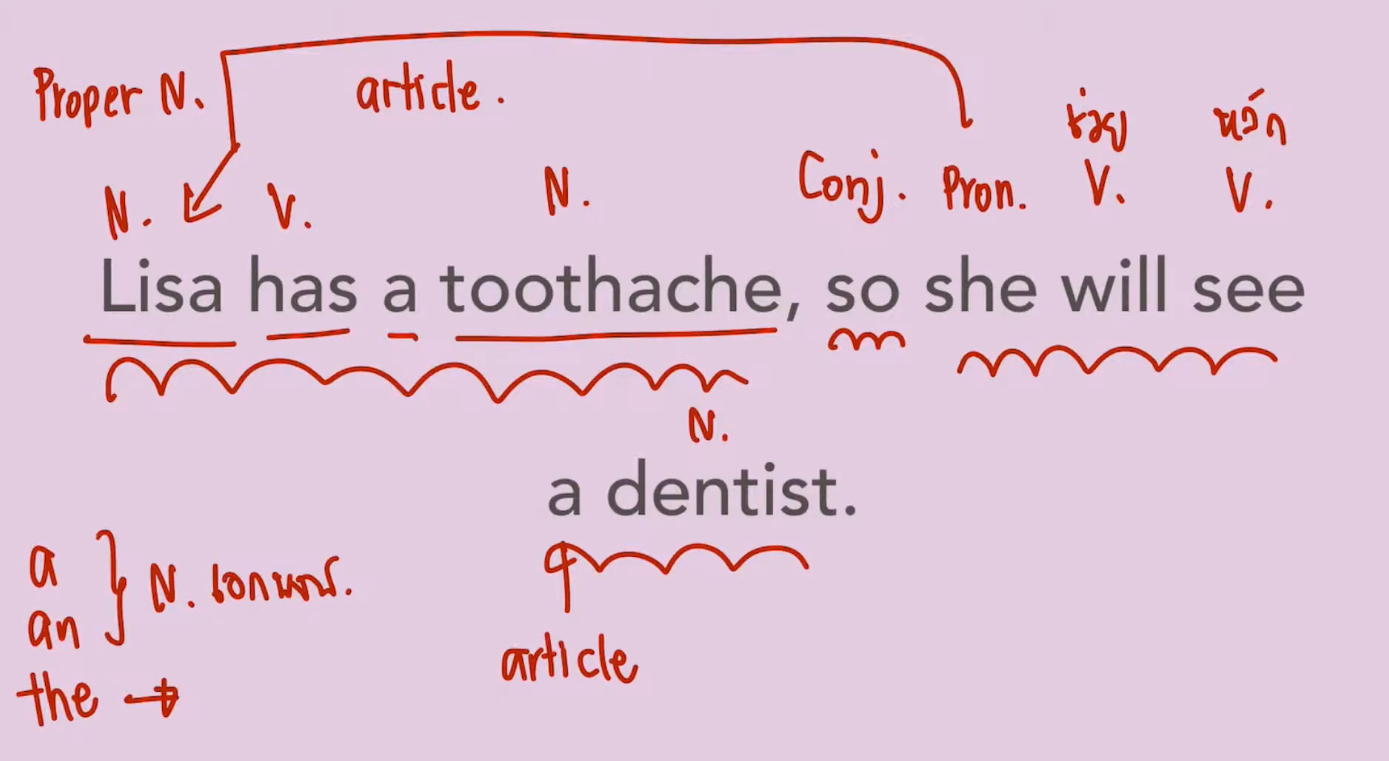 Proper N. article.
ช่วย หลัก
N. V. N. Conj. Pron. V. V.
Lisa has a toothache, so she will see
N.
a dentist.
a
an } N. เอกพจน์.
the →
article